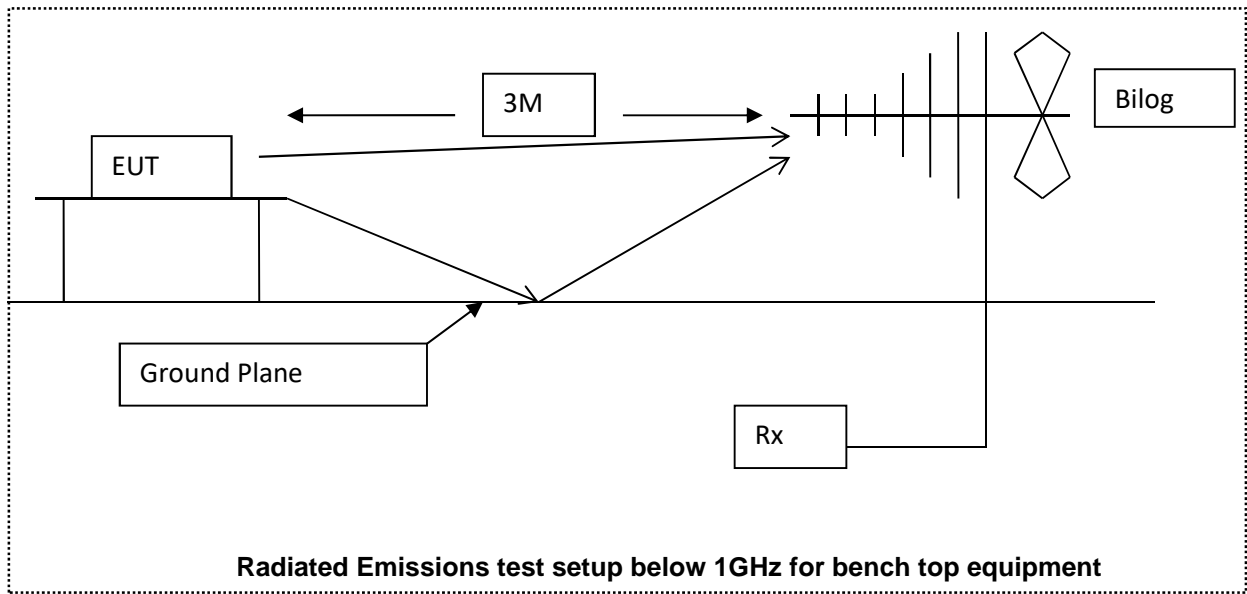 3M
Bilog
EUT
Ground Plane
Rx
Radiated Emissions test setup below 1GHz for bench top equipment